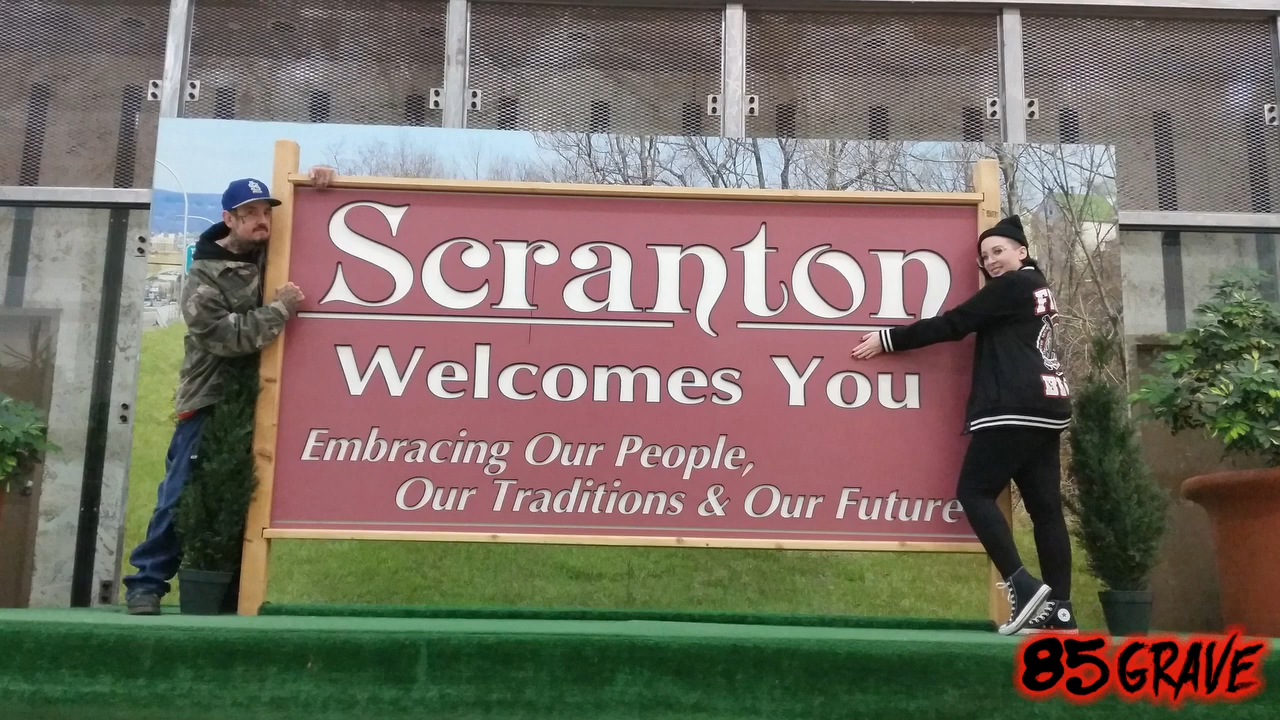 Scranton
Welcomes You
Embracing Our People,
Our Traditions & Our Future
85 GRAVE